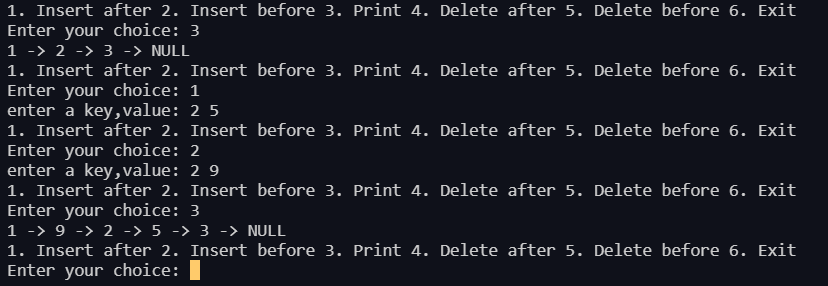 1. Insert after 2. Insert before 3. Print 4. Delete after 5. Delete before 6. Exit
Enter your choice: 3
1 -> 2 -> 3 -> NULL
1. Insert after 2. Insert before 3. Print 4. Delete after 5. Delete before 6. Exit
Enter your choice: 1
enter a key,value: 2 5
1. Insert after 2. Insert before 3. Print 4. Delete after 5. Delete before 6. Exit
Enter your choice: 2
enter a key,value: 2 9
1. Insert after 2. Insert before 3. Print 4. Delete after 5. Delete before 6. Exit
Enter your choice: 3
1 -> 9 -> 2 -> 5 -> 3 -> NULL
1. Insert after 2. Insert before 3. Print 4. Delete after 5. Delete before 6. Exit
Enter your choice: